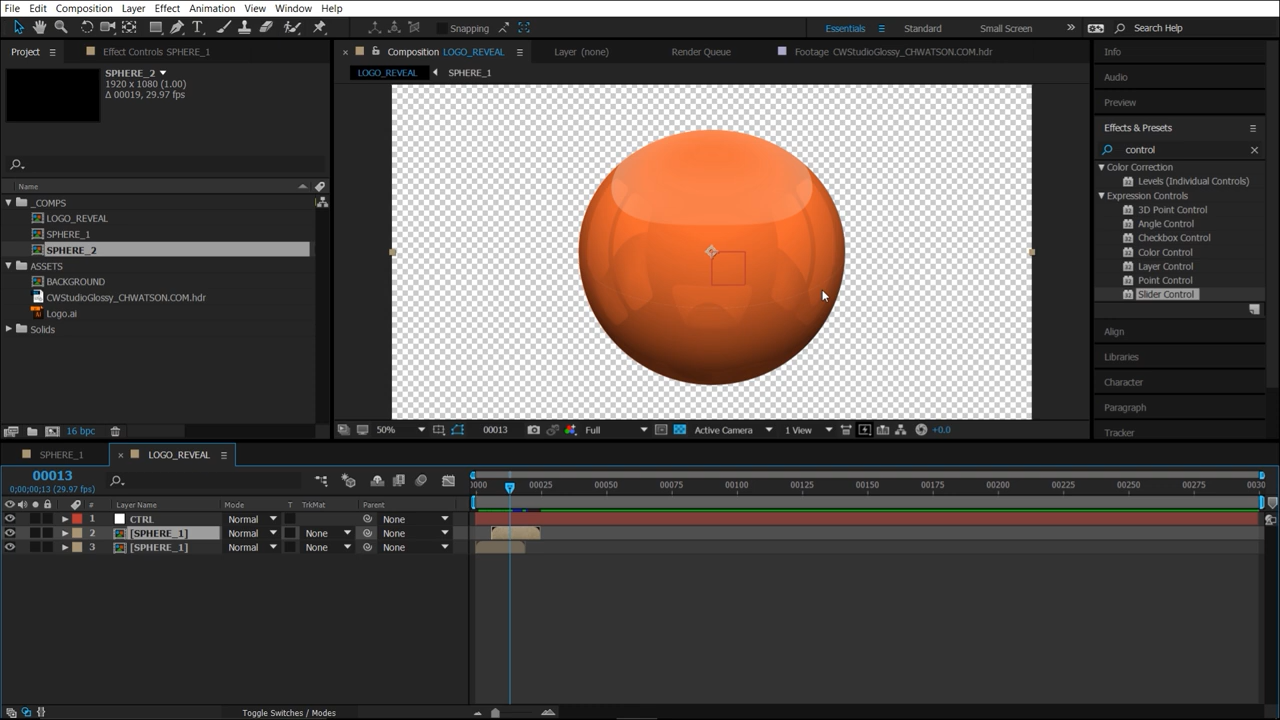 File Edit Composition Layer Effect Animation View Window Help
Snapping Essentials Standard Small Screen » Search Help
Project Effect Controls SPHERE_1 Composition LOGO_REVEAL Layer (none) Render Queue Footage CWStudioGlossy_CHWATSON.COM.hdr Info
SPHERE_2
1920 x 1080 (1.00)
Δ 00019, 29.97 fps
LOGO_REVEAL SPHERE_1
Audio
Preview
Effects & Presets
control
Color Correction
Levels (Individual Controls)
Expression Controls
3D Point Control
Angle Control
Checkbox Control
Color Control
Layer Control
Point Control
Slider Control
Align
Libraries
Character
Paragraph
Tracker
Name
_COMPS
LOGO_REVEAL
SPHERE_1
SPHERE_2
ASSETS
BACKGROUND
CWStudioGlossy_CHWATSON.COM.hdr
Logo.ai
Solids
16 bpc
50% 00013 Full Active Camera 1 View +0.0
SPHERE_1 LOGO_REVEAL
00013
0;00;00;13 (29.97 fps)
0000 00025 00050 00075 00100 00125 00150 00175 00200 00225 00250 00275 0030
# Layer Name Mode T TrkMat Parent
1 CTRL Normal None
2 [SPHERE_1] Normal None None
3 [SPHERE_1] Normal None None
Toggle Switches / Modes